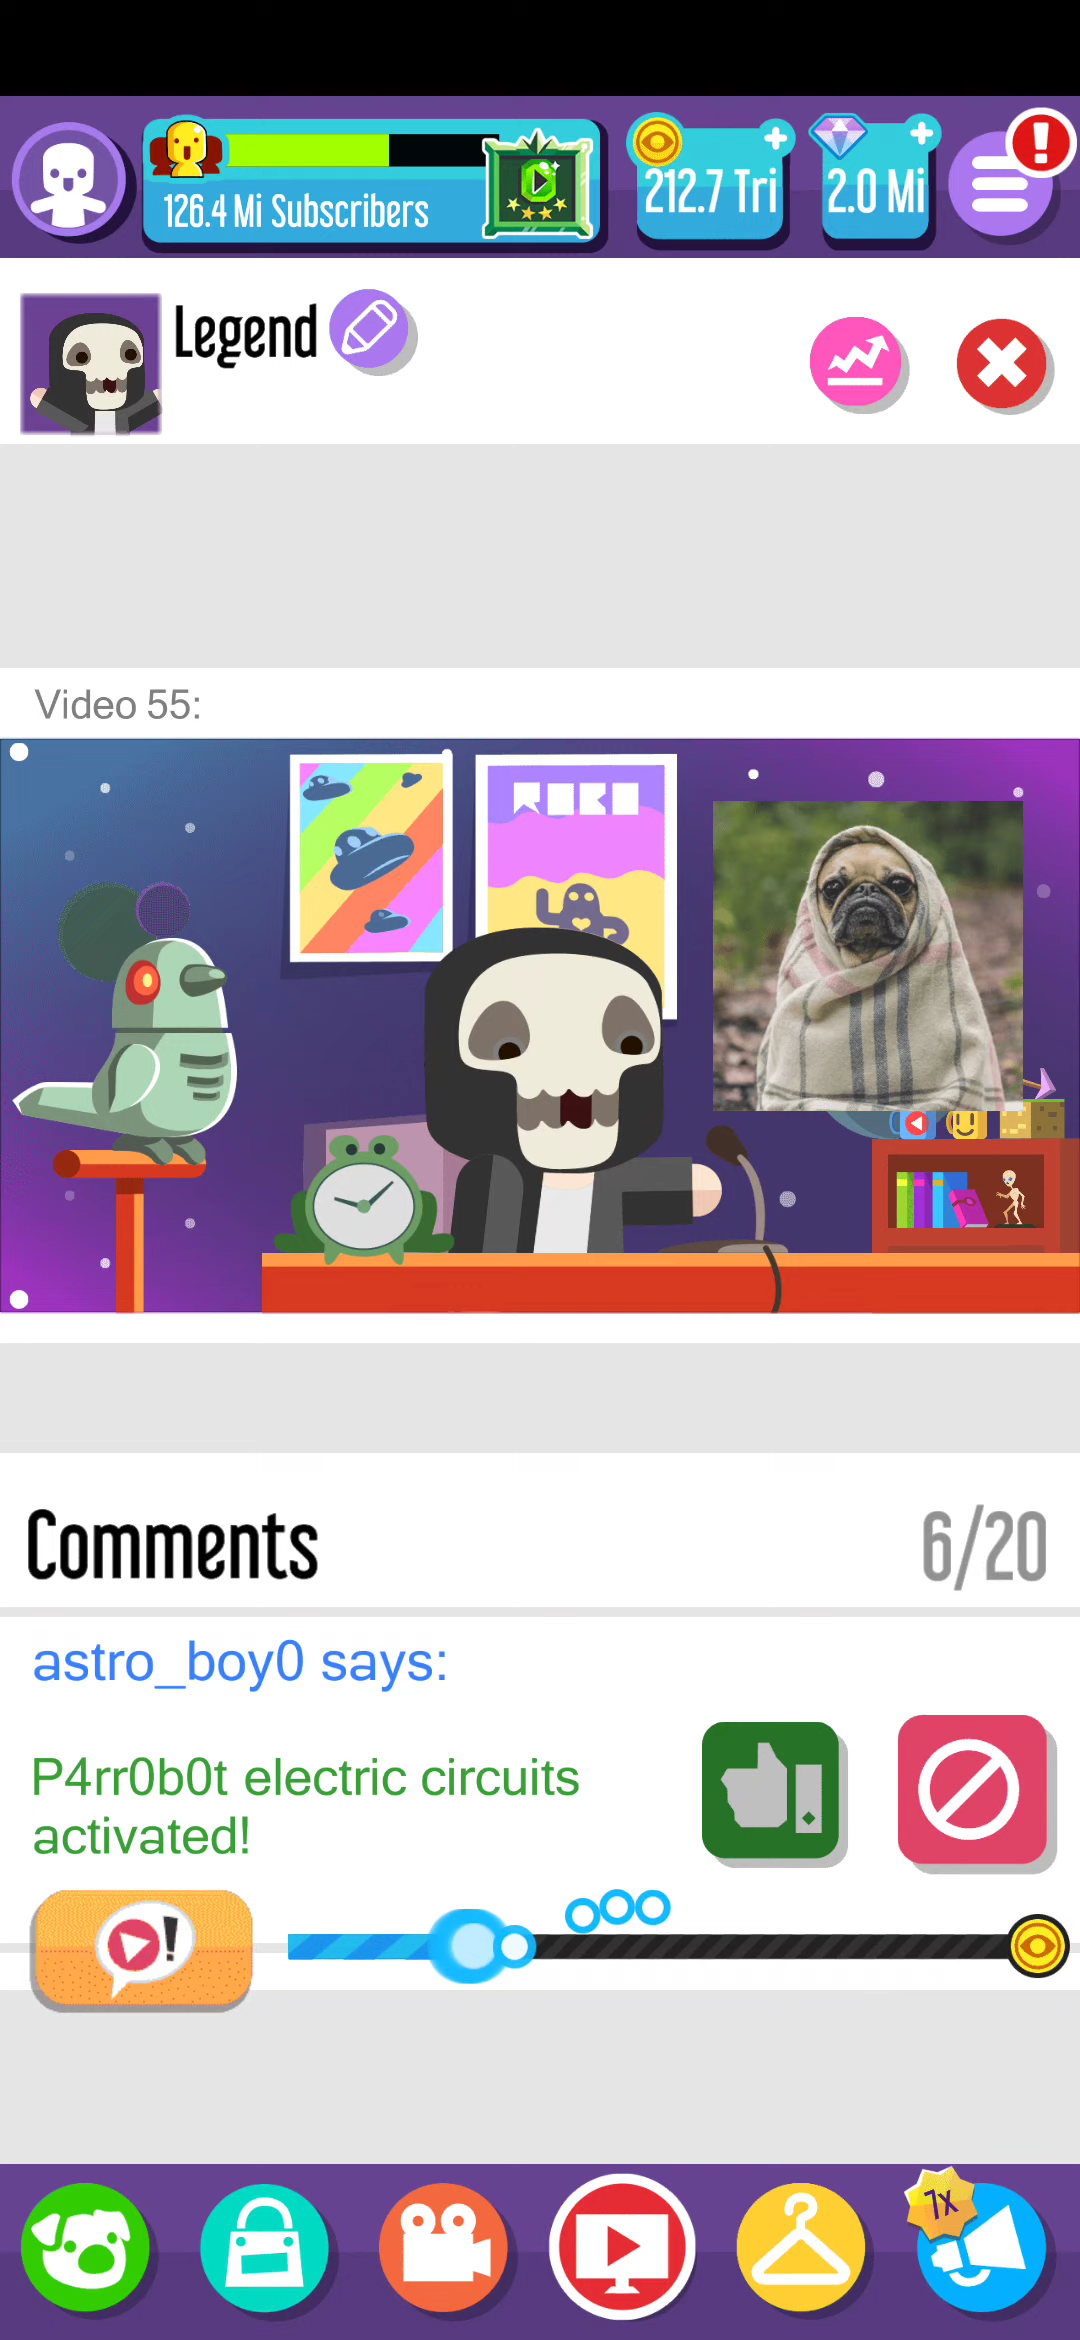 126.4 Mi Subscribers
212.7 Tri
2.0 Mi
Legend
Video 55:
Comments
6/20
astro_boy0 says:
P4rr0b0t electric circuits
activated!
1x